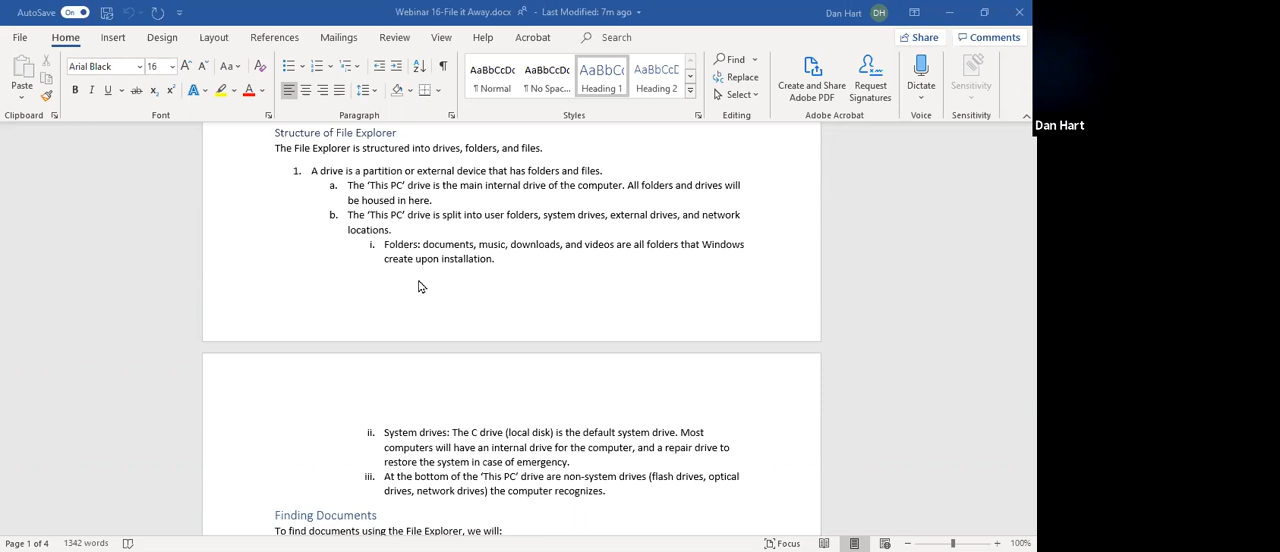 AutoSave On Webinar 16-File it Away.docx - Last Modified: 7m ago Dan Hart DH
File Home Insert Design Layout References Mailings Review View Help Acrobat Search Share Comments
Paste Arial Black 16 A A Aa A AaBbCcDc AaBbCcDc AaBbCc AaBbCcD Find
B I U ab x₂ x² A A ¶ Normal ¶ No Spac... Heading 1 Heading 2 Replace
Select Create and Share Adobe PDF Request Signatures Dictate Sensitivity
Clipboard Font Paragraph Styles Editing Adobe Acrobat Voice Sensitivity
Dan Hart
Structure of File Explorer
The File Explorer is structured into drives, folders, and files.
1. A drive is a partition or external device that has folders and files.
a. The ‘This PC’ drive is the main internal drive of the computer. All folders and drives will
be housed in here.
b. The ‘This PC’ drive is split into user folders, system drives, external drives, and network
locations.
i. Folders: documents, music, downloads, and videos are all folders that Windows
create upon installation.
ii. System drives: The C drive (local disk) is the default system drive. Most
computers will have an internal drive for the computer, and a repair drive to
restore the system in case of emergency.
iii. At the bottom of the ‘This PC’ drive are non-system drives (flash drives, optical
drives, network drives) the computer recognizes.
Finding Documents
To find documents using the File Explorer, we will:
Page 1 of 4 1342 words Focus 100%